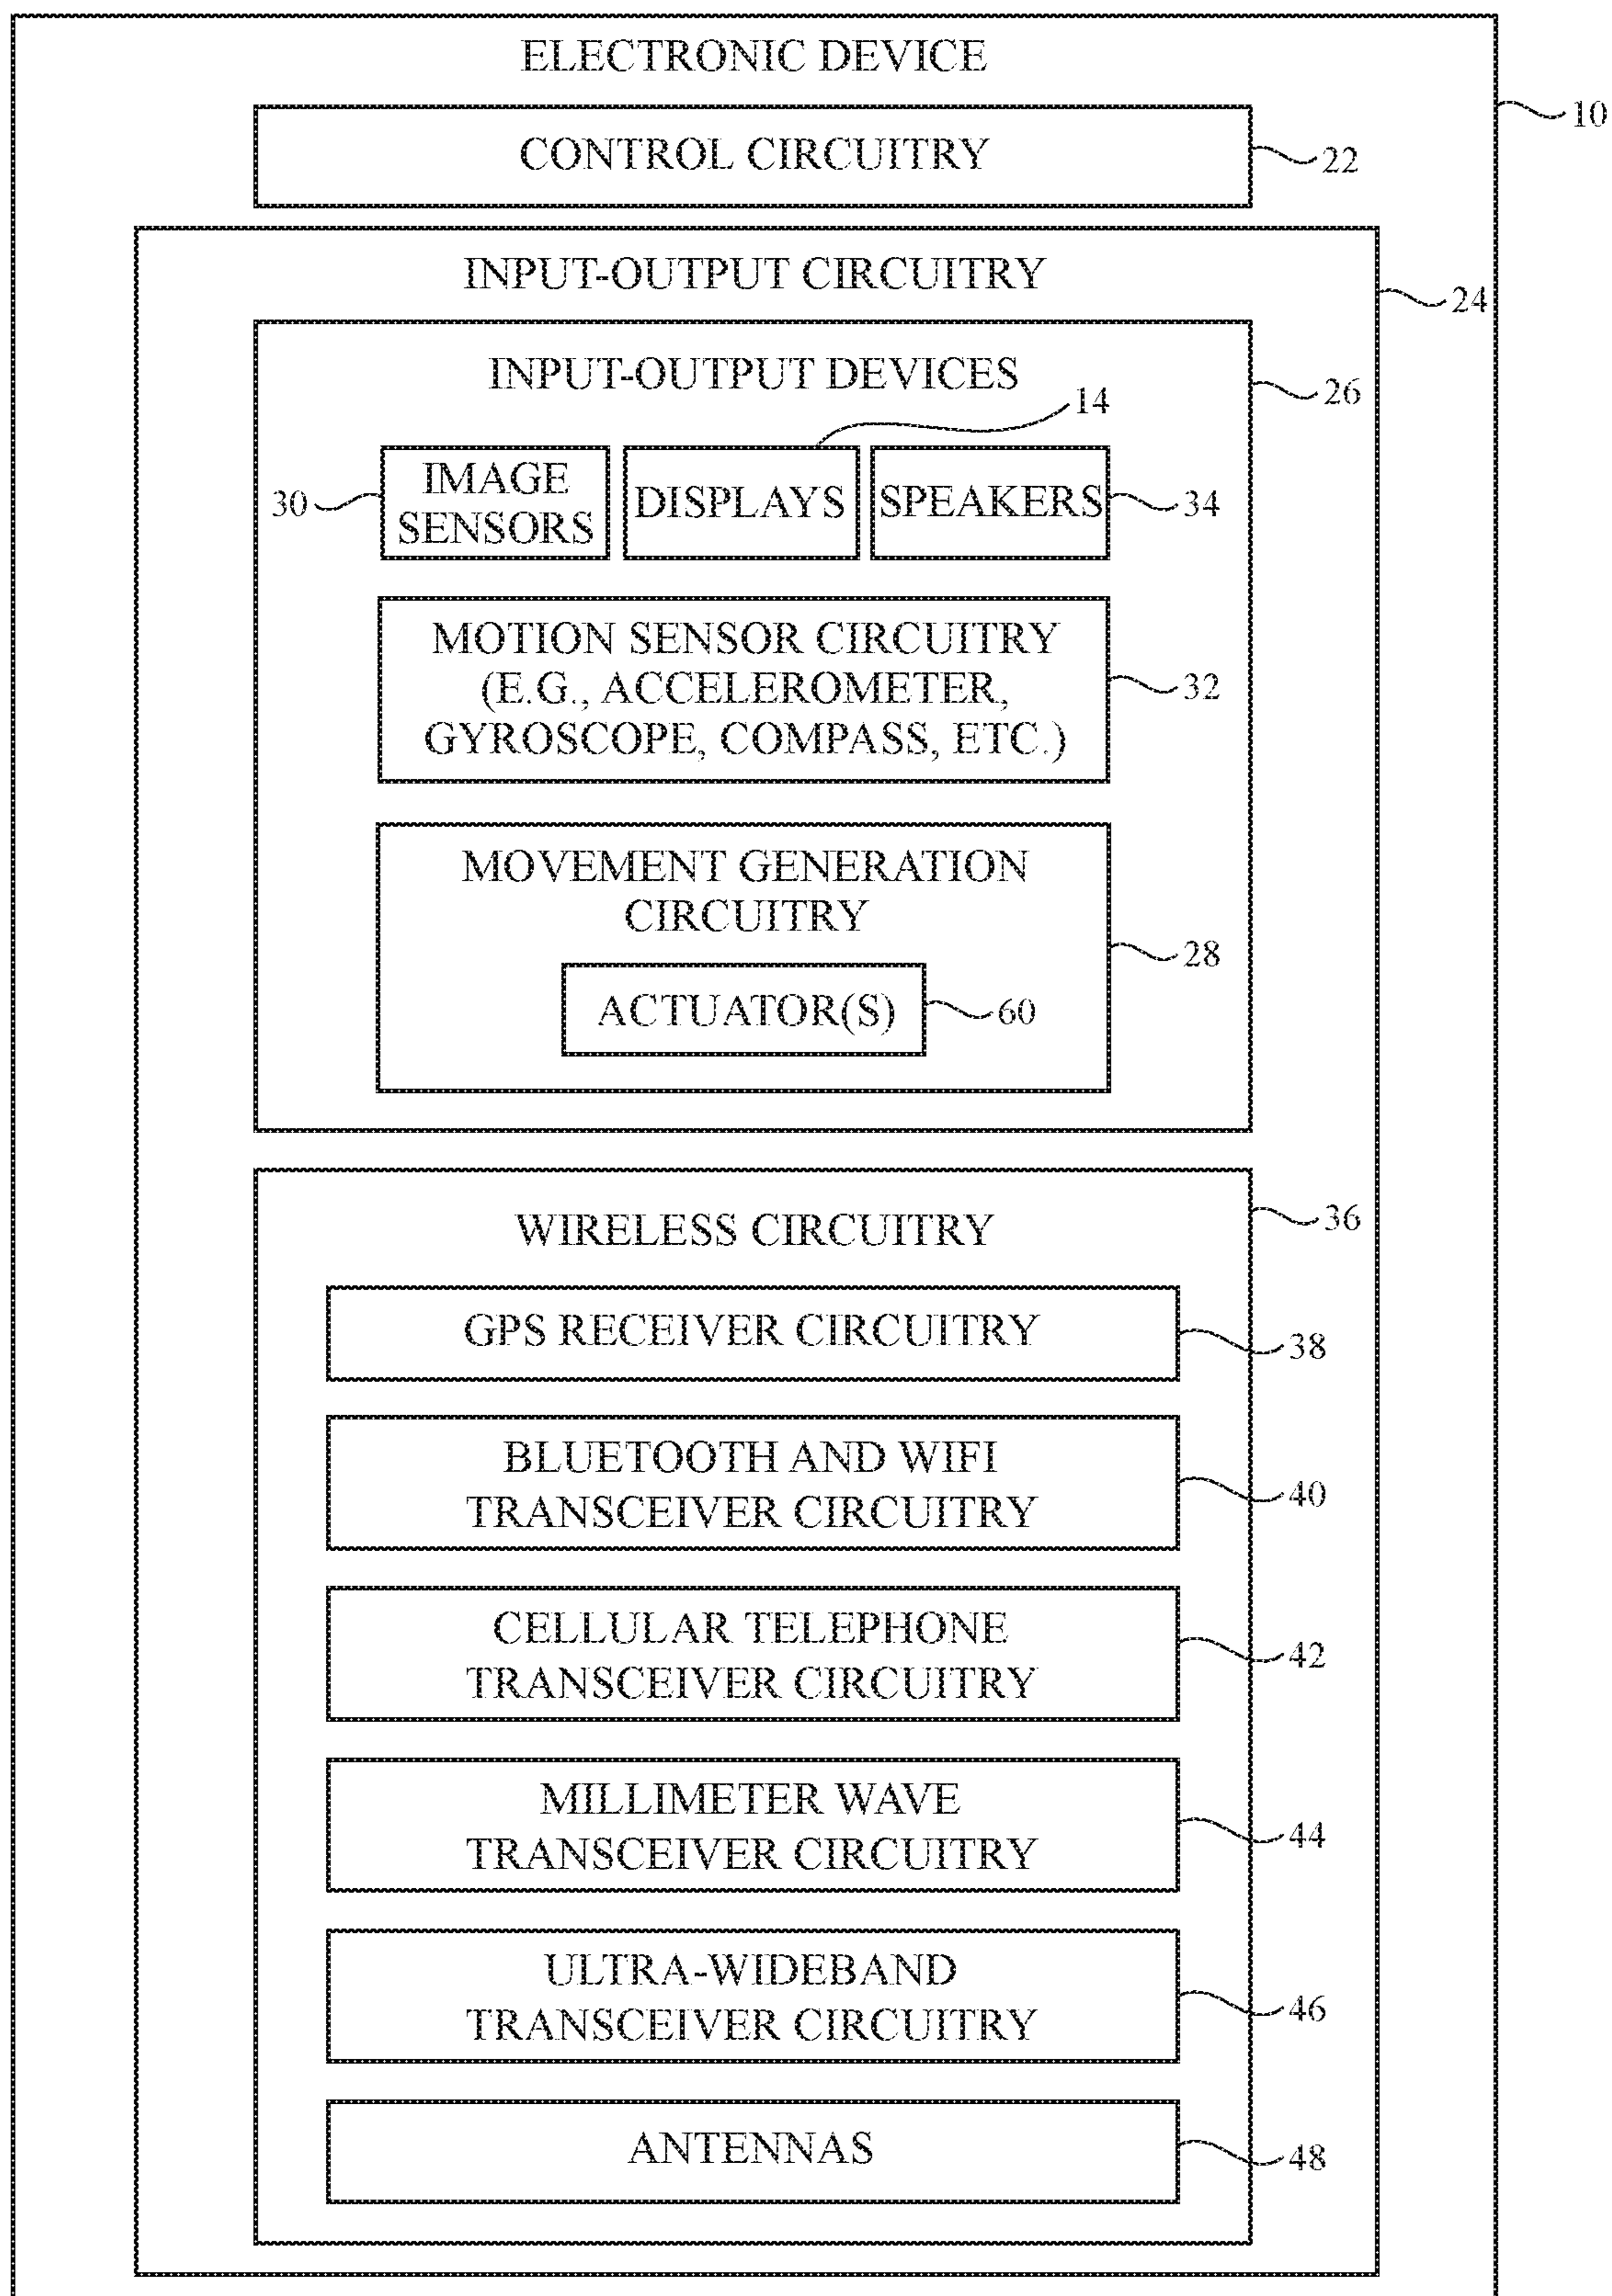 ELECTRONIC DEVICE
10
CONTROL CIRCUITRY
22
INPUT-OUTPUT CIRCUITRY
24
INPUT-OUTPUT DEVICES
26
14
30
IMAGE
SENSORS
DISPLAYS
SPEAKERS
34
MOTION SENSOR CIRCUITRY
(E.G., ACCELEROMETER,
GYROSCOPE, COMPASS, ETC.)
32
MOVEMENT GENERATION
CIRCUITRY
28
ACTUATOR(S)
60
WIRELESS CIRCUITRY
36
GPS RECEIVER CIRCUITRY
38
BLUETOOTH AND WIFI
TRANSCEIVER CIRCUITRY
40
CELLULAR TELEPHONE
TRANSCEIVER CIRCUITRY
42
MILLIMETER WAVE
TRANSCEIVER CIRCUITRY
44
ULTRA-WIDEBAND
TRANSCEIVER CIRCUITRY
46
ANTENNAS
48